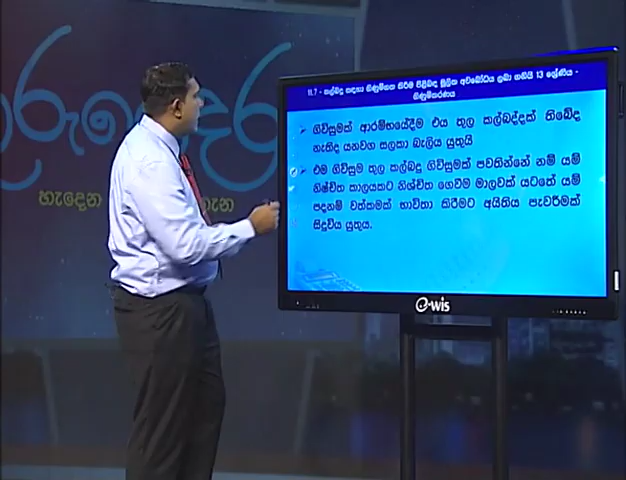 ගුරුගෙදර
හැදෙන
ගැන
11.7 - කල්බදු සඳහා ගිණුම්කරණ කිරීම පිළිබඳ මූලික අවබෝධය ලබා ගනියි 13 ශ්‍රේණිය -
ගිණුම්කරණය
ගිවිසුමක් ආරම්භයේදීම එය තුල කල්බද්දක් තිබේද
නැතිද යනවග සලකා බැලිය යුතුයි
එම ගිවිසුම තුල කල්බදු ගිවිසුමක් පවතින්නේ නම් යම්
නිශ්චිත කාලයකට නිශ්චිත ගෙවීම් මාලවක් යටතේ යම්
පදනම් වත්කමක් භාවිතා කිරීමට අයිතිය පැවරීමක්
සිදුවිය යුතුය.
e-wis